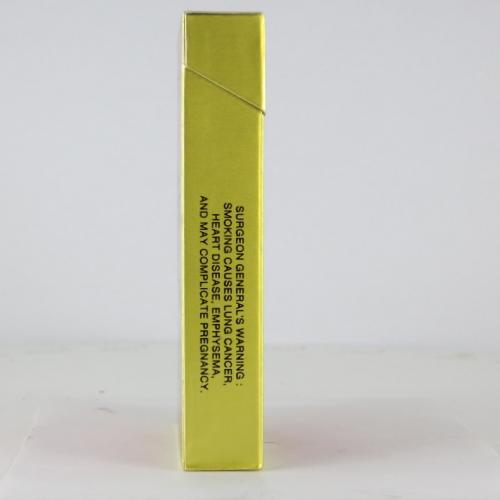 SURGEON GENERAL'S WARNING :
SMOKING CAUSES LUNG CANCER,
HEART DISEASE, EMPHYSEMA,
AND MAY COMPLICATE PREGNANCY.